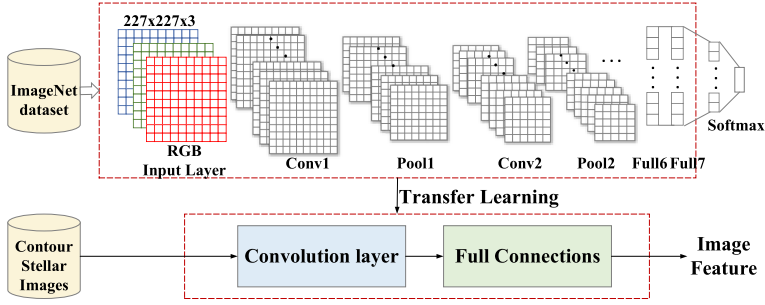 227x227x3
ImageNet
dataset
RGB
Input Layer
Conv1
Pool1
Conv2
Pool2
Full6
Full7
Softmax
Transfer Learning
Contour
Stellar
Images
Convolution layer
Full Connections
Image
Feature